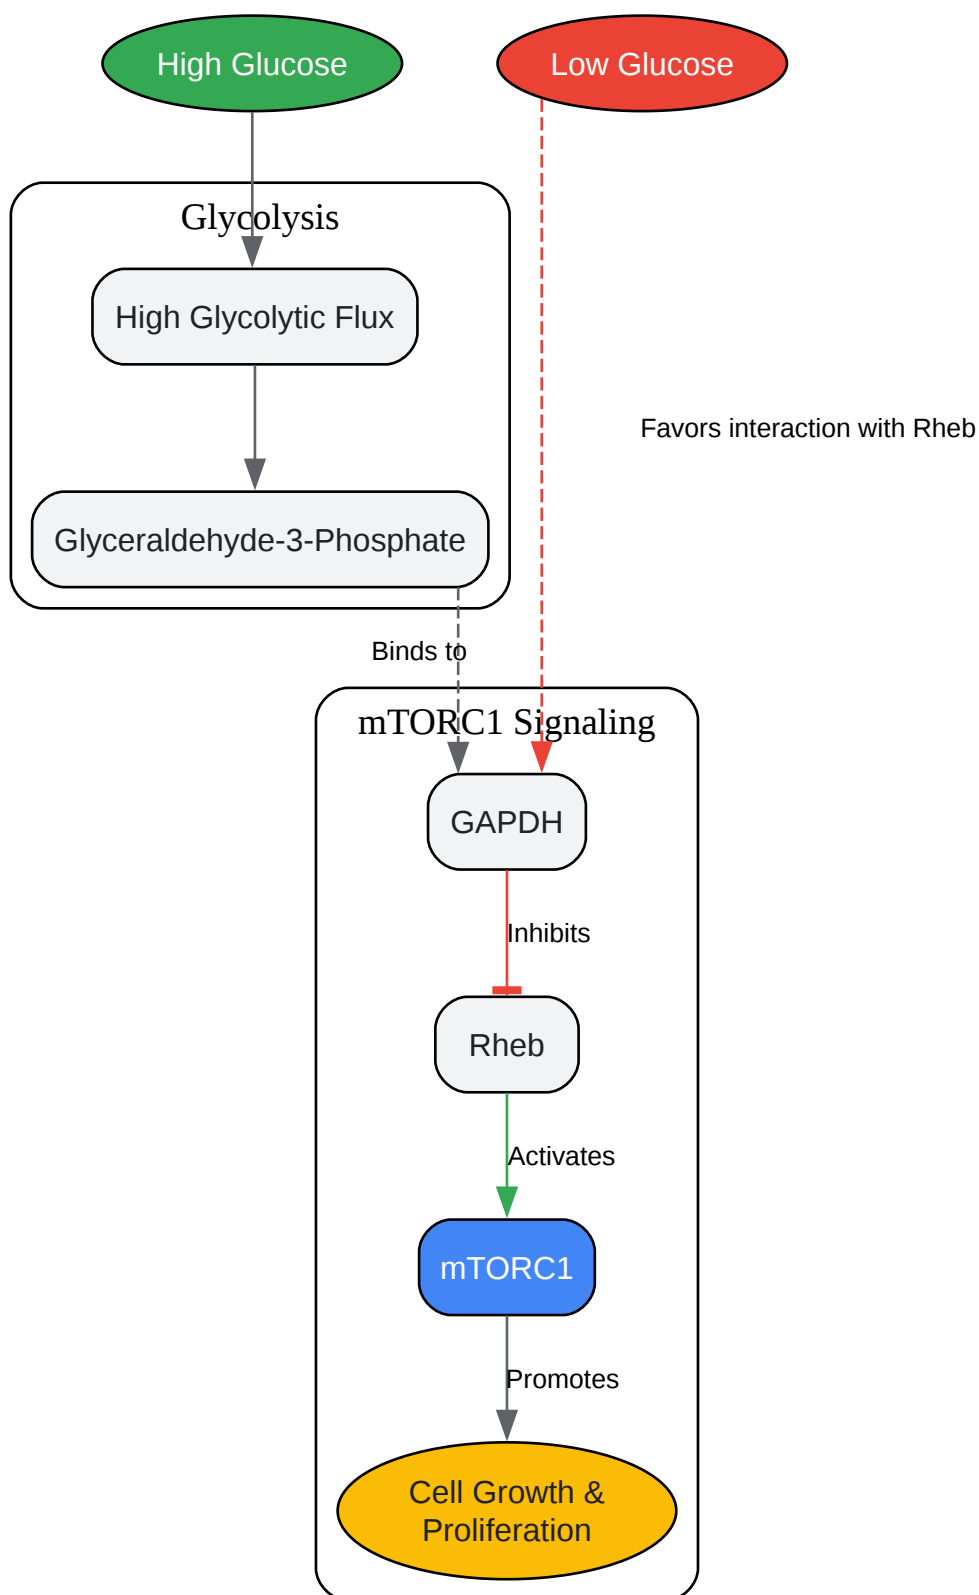 High Glucose
Low Glucose
Glycolysis
High Glycolytic Flux
Favors interaction with Rheb
Glyceraldehyde-3-Phosphate
Binds to
mTORC1 Signaling
GAPDH
Inhibits
Rheb
Activates
mTORC1
Promotes
Cell Growth &
Proliferation